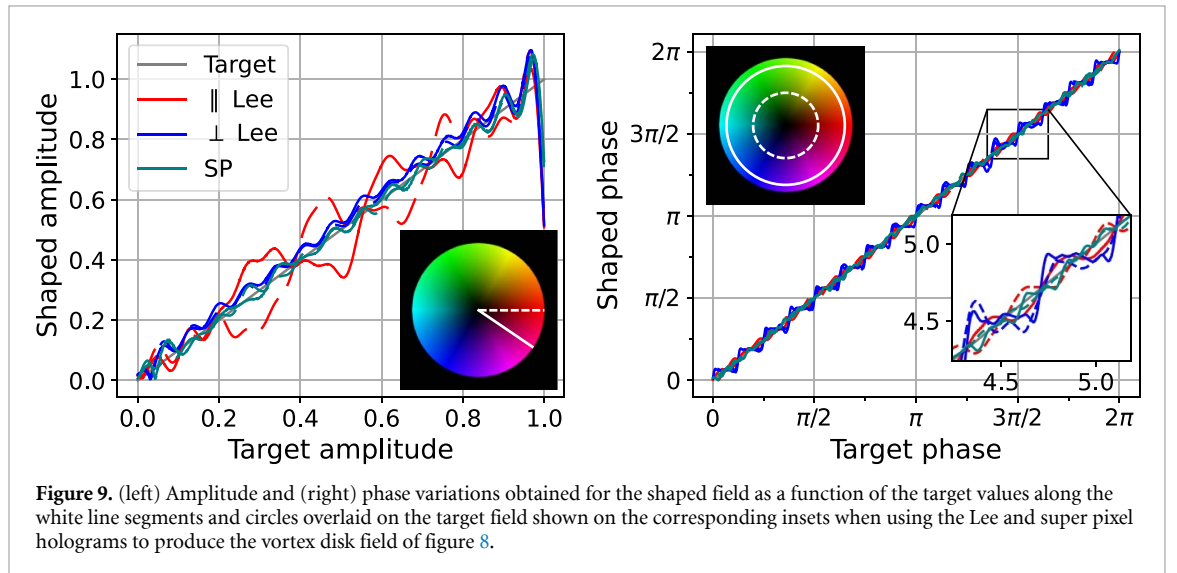 Target
∥ Lee
⊥ Lee
SP
Shaped amplitude
1.0
0.8
0.6
0.4
0.2
0.0
0.0 0.2 0.4 0.6 0.8 1.0
Target amplitude
Shaped phase
2π
3π/2
π
π/2
0
5.0
4.5
4.5 5.0
0 π/2 π 3π/2 2π
Target phase
Figure 9. (left) Amplitude and (right) phase variations obtained for the shaped field as a function of the target values along the
white line segments and circles overlaid on the target field shown on the corresponding insets when using the Lee and super pixel
holograms to produce the vortex disk field of figure 8.